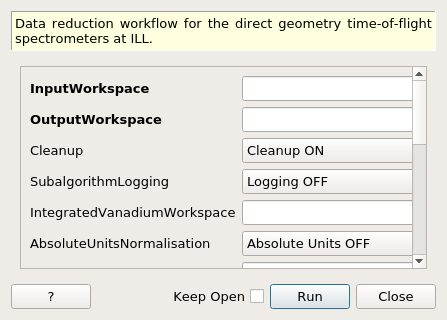 Data reduction workflow for the direct geometry time-of-flight
spectrometers at ILL.
InputWorkspace
OutputWorkspace
Cleanup Cleanup ON
SubalgorithmLogging Logging OFF
IntegratedVanadiumWorkspace
AbsoluteUnitsNormalisation Absolute Units OFF
? Keep Open Run Close